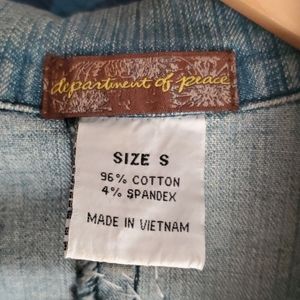 department of peace
SIZE S
96% COTTON
4% SPANDEX
MADE IN VIETNAM